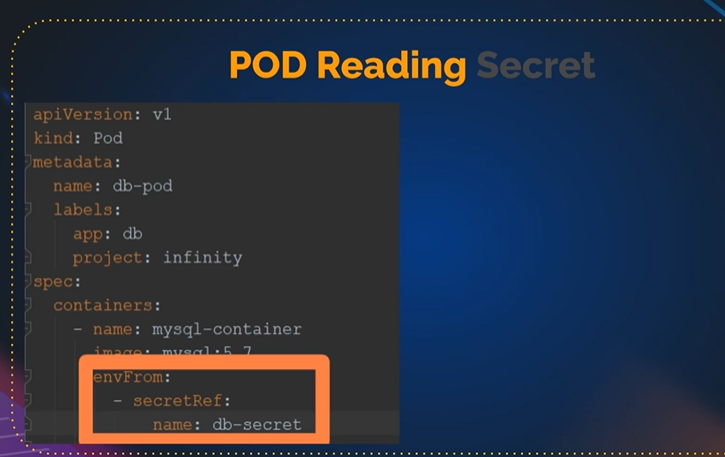 POD Reading Secret
apiVersion: v1
kind: Pod
metadata:
name: db-pod
labels:
app: db
project: infinity
spec:
containers:
- name: mysql-container
image: mysql:5.7
envFrom:
- secretRef:
name: db-secret